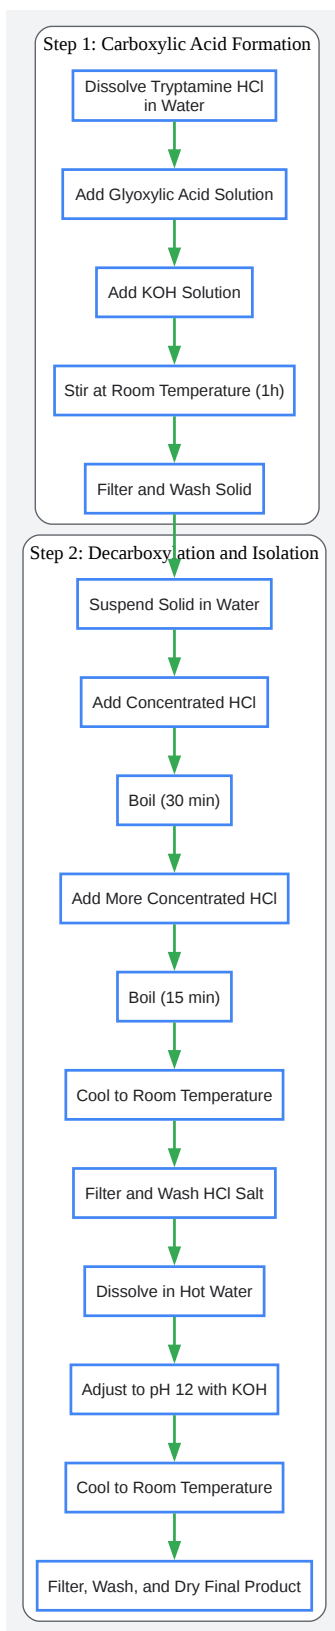 Step 1: Carboxylic Acid Formation
Dissolve Tryptamine HCl
in Water
Add Glyoxylic Acid Solution
Add KOH Solution
Stir at Room Temperature (1h)
Filter and Wash Solid
Step 2: Decarboxylation and Isolation
Suspend Solid in Water
Add Concentrated HCl
Boil (30 min)
Add More Concentrated HCl
Boil (15 min)
Cool to Room Temperature
Filter and Wash HCl Salt
Dissolve in Hot Water
Adjust to pH 12 with KOH
Cool to Room Temperature
Filter, Wash, and Dry Final Product